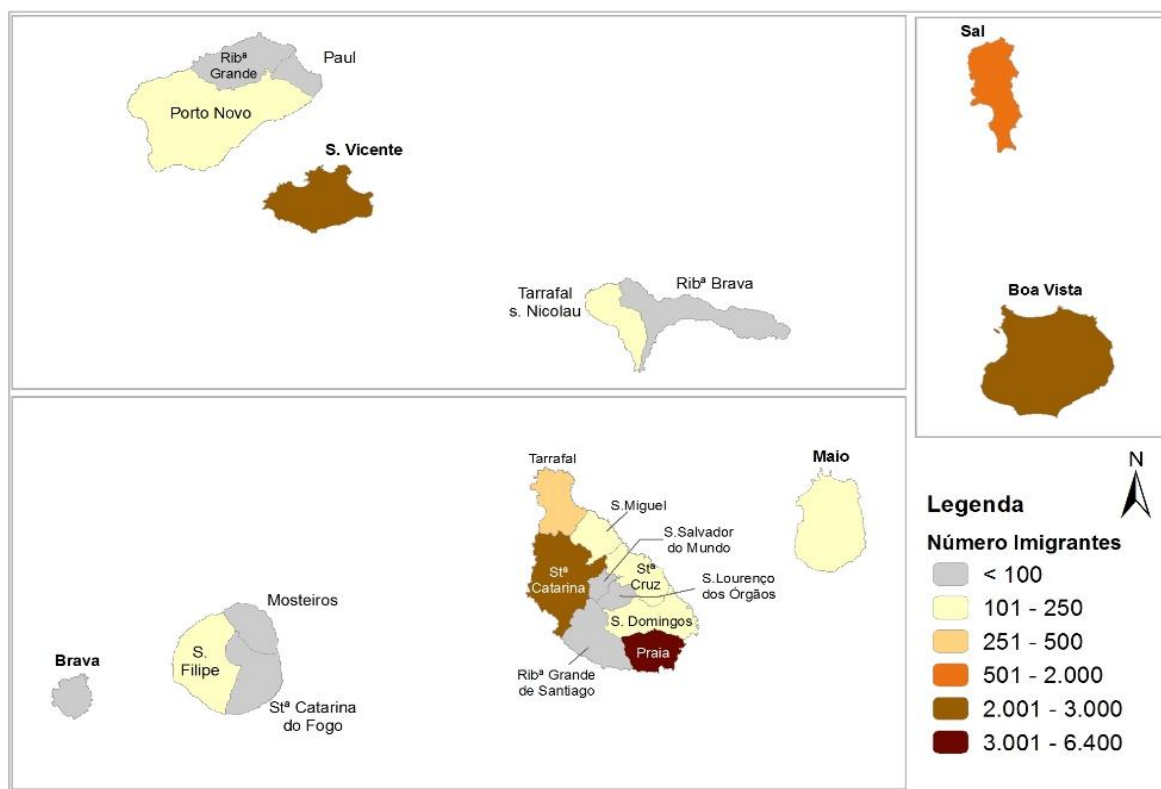 Ribª
Grande
Paul
Porto Novo
S. Vicente
Tarrafal
s. Nicolau
Ribª Brava
Sal
Boa Vista
Tarrafal
S.Miguel
S.Salvador
do Mundo
Stª
Catarina
Stª
Cruz
S.Lourenço
dos Órgãos
S. Domingos
Praia
Ribª Grande
de Santiago
Maio
Mosteiros
S.
Filipe
Brava
Stª Catarina
do Fogo
N
Legenda
Número Imigrantes
< 100
101 - 250
251 - 500
501 - 2.000
2.001 - 3.000
3.001 - 6.400